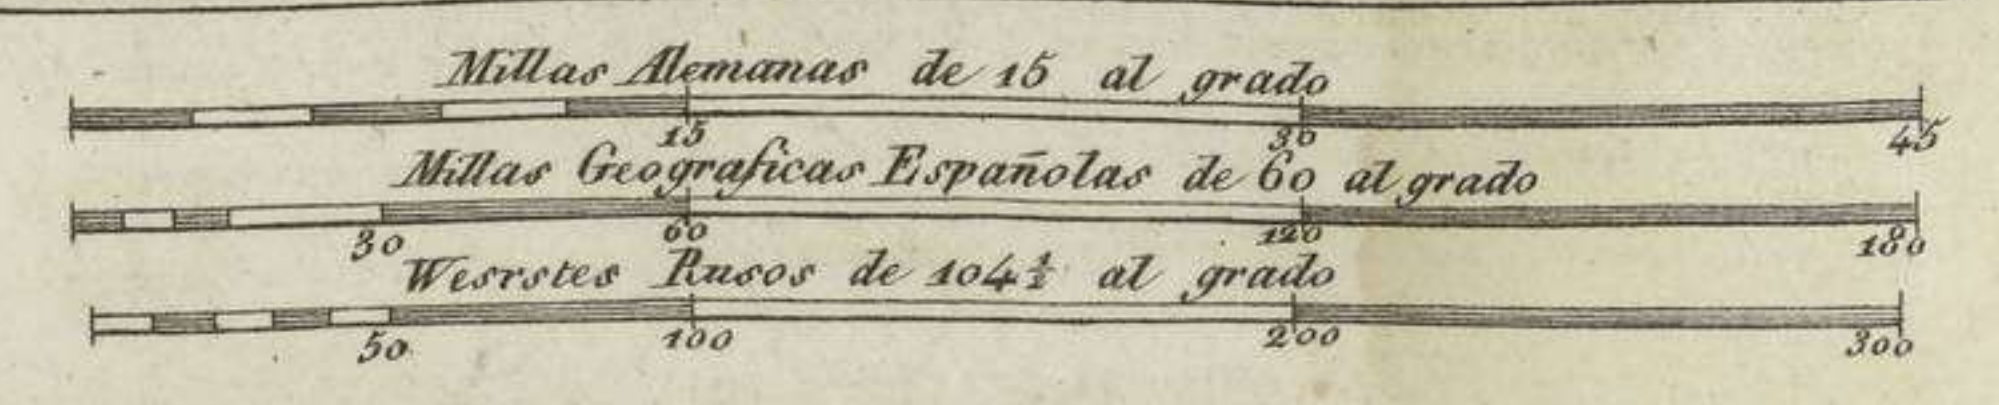 Millas Alemanas de 15 al grado
15 30 45
Millas Geograficas Españolas de 60 al grado
30 60 120 180
Wesrstes Rusos de 104½ al grado
50 100 200 300